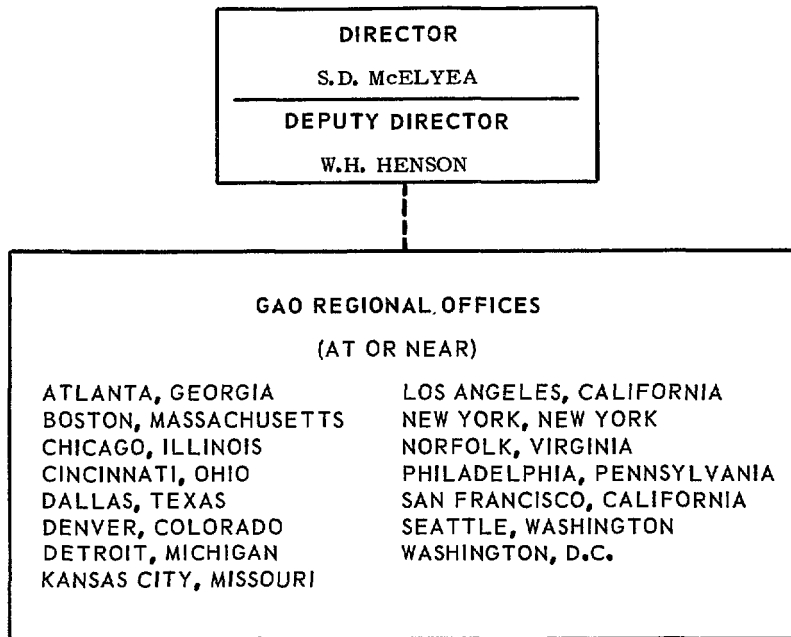 DIRECTOR
S.D. McELYEA
DEPUTY DIRECTOR
W.H. HENSON
GAO REGIONAL OFFICES
(AT OR NEAR)
ATLANTA, GEORGIA
BOSTON, MASSACHUSETTS
CHICAGO, ILLINOIS
CINCINNATI, OHIO
DALLAS, TEXAS
DENVER, COLORADO
DETROIT, MICHIGAN
KANSAS CITY, MISSOURI
LOS ANGELES, CALIFORNIA
NEW YORK, NEW YORK
NORFOLK, VIRGINIA
PHILADELPHIA, PENNSYLVANIA
SAN FRANCISCO, CALIFORNIA
SEATTLE, WASHINGTON
WASHINGTON, D.C.